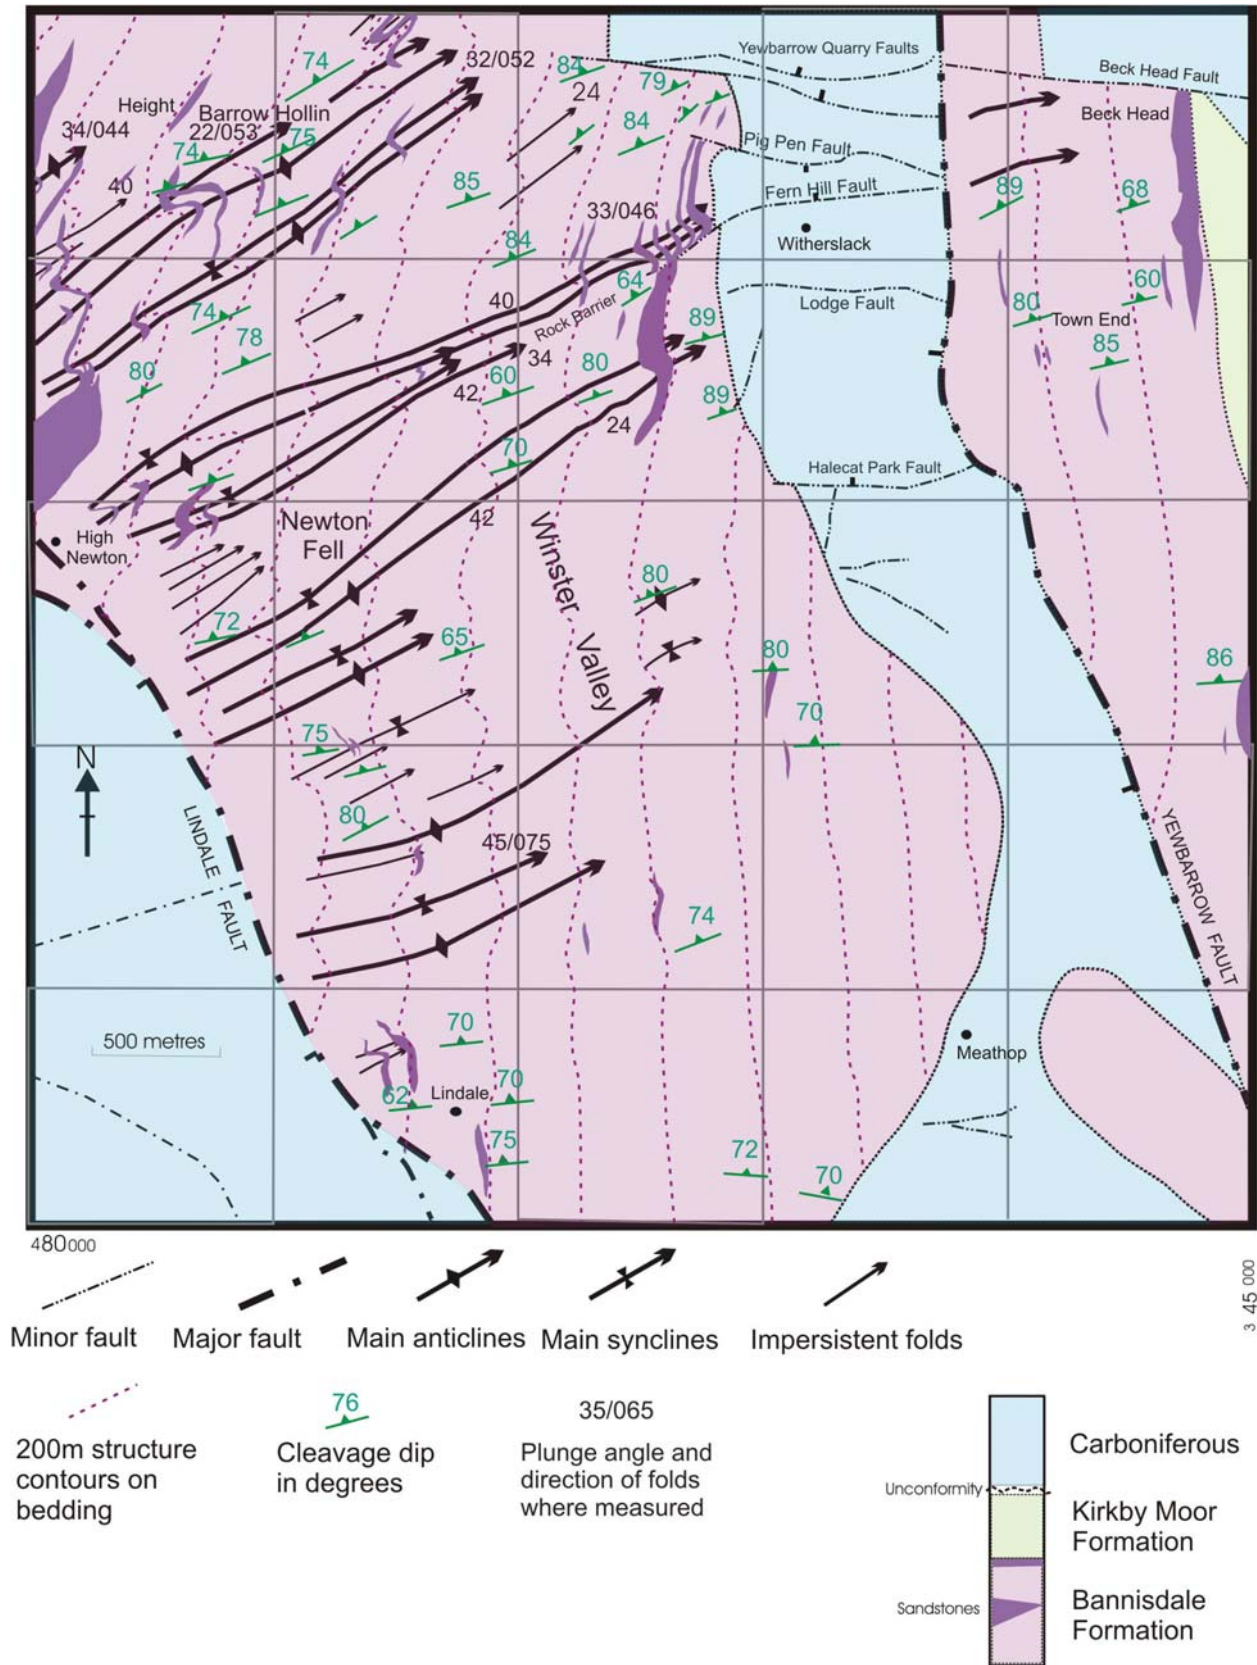 Yewbarrow Quarry Faults
74
32/052
84
79
Beck Head Fault
24
Height
Barrow Hollin
Beck Head
34/044
22/053
75
84
74
Pig Pen Fault
40
85
Fern Hill Fault
89
68
33/046
84
Witherslack
64
60
40
Lodge Fault
80
74
Rock Barrier
89
Town End
78
34
85
80
60
80
42
89
24
70
Halecat Park Fault
42
High
Newton
Newton
Fell
Winster Valley
80
72
65
80
86
70
75
N
LINDALE FAULT
80
45/075
YEWBARROW FAULT
74
500 metres
70
Meathop
62
Lindale
70
75
72
70
480000
3 45 000
Minor fault
Major fault
Main anticlines
Main synclines
Impersistent folds
76
35/065
200m structure
contours on
bedding
Cleavage dip
in degrees
Plunge angle and
direction of folds
where measured
Carboniferous
Unconformity
Kirkby Moor
Formation
Sandstones
Bannisdale
Formation